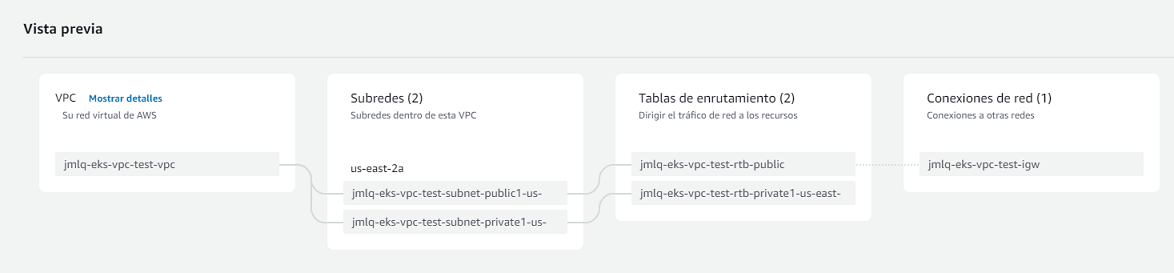 Vista previa
VPC Mostrar detalles
Su red virtual de AWS
jmlq-eks-vpc-test-vpc
Subredes (2)
Subredes dentro de esta VPC
us-east-2a
jmlq-eks-vpc-test-subnet-public1-us-
jmlq-eks-vpc-test-subnet-private1-us-
Tablas de enrutamiento (2)
Dirigir el tráfico de red a los recursos
jmlq-eks-vpc-test-rtb-public
jmlq-eks-vpc-test-rtb-private1-us-east-
Conexiones de red (1)
Conexiones a otras redes
jmlq-eks-vpc-test-igw